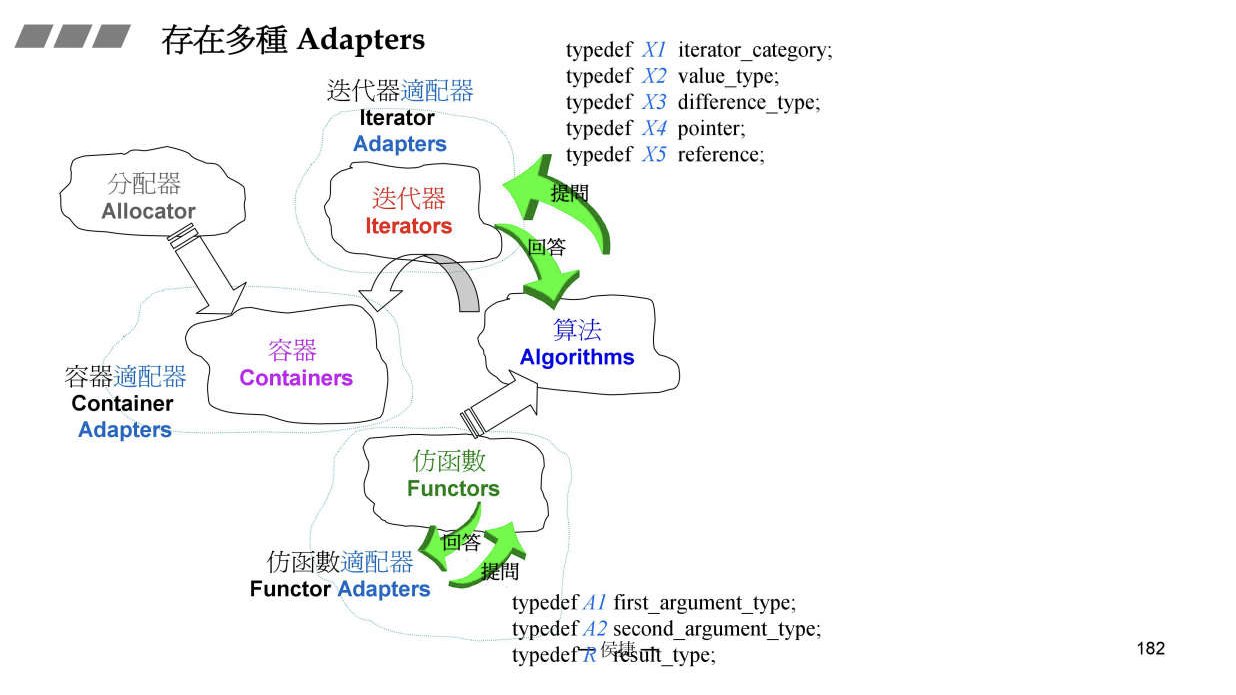 存在多種 Adapters
typedef X1 iterator_category;
typedef X2 value_type;
typedef X3 difference_type;
typedef X4 pointer;
typedef X5 reference;
迭代器適配器
Iterator
Adapters
分配器
Allocator
迭代器
Iterators
提問
回答
算法
Algorithms
容器
Containers
容器適配器
Container
Adapters
仿函數
Functors
回答
提問
仿函數適配器
Functor Adapters
typedef A1 first_argument_type;
typedef A2 second_argument_type;
typedef R result_type;
— 侯捷 —
182